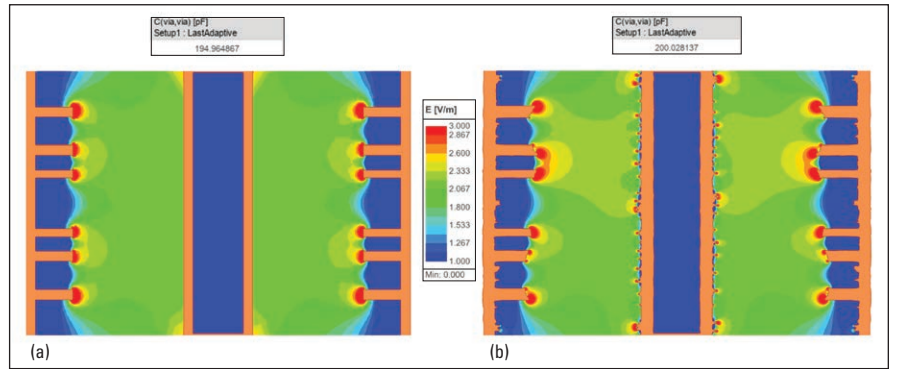 C(via,via) [pF]
Setup1 : LastAdaptive
194.964867
C(via,via) [pF]
Setup1 : LastAdaptive
200.028137
E [V/m]
3.000
2.867
2.600
2.333
2.067
1.800
1.533
1.267
1.000
Min: 0.000
(a)
(b)